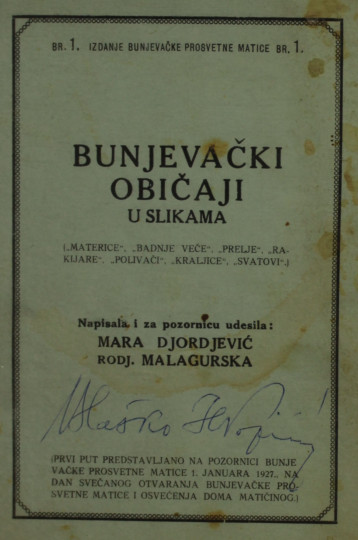 BR. 1. IZDANJE BUNJEVAČKE PROSVETNE MATICE BR. 1.
BUNJEVAČKI
OBIČAJI
U SLIKAMA
(„MATERICE“, „BADNJE VEČE“, „PRELJE“, „RA-
KIJARE“, „POLIVAČI“, „KRALJICE“, „SVATOVI“.)
Napisala i za pozornicu udesila:
MARA DJORDJEVIĆ
RODJ. MALAGURSKA
(PRVI PUT PREDSTAVLJANO NA POZORNICI BUNJE
VAČKE PROSVETNE MATICE 1. JANUARA 1927., NA
DAN SVEČANOG OTVARANJA BUNJEVAČKE PRO-
SVETNE MATICE I OSVEĆENJA DOMA MATIČINOG.)